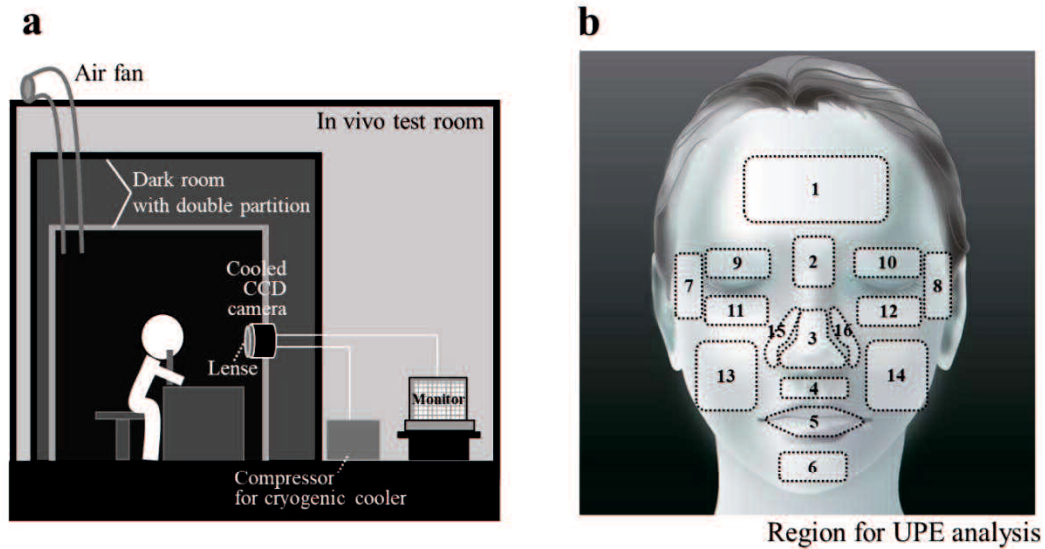 a
Air fan
In vivo test room
Dark room
with double partition
Cooled
CCD
camera
Lense
Monitor
Compressor
for cryogenic cooler
b
1
2
9
10
7
8
11
12
15
3
16
13
14
4
5
6
Region for UPE analysis